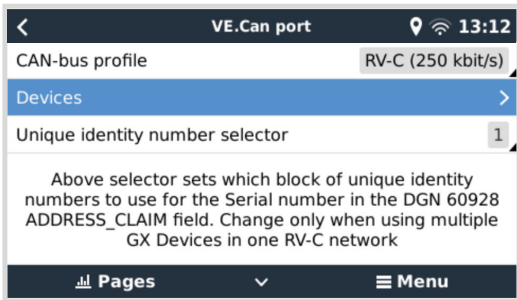 VE.Can port 13:12
CAN-bus profile RV-C (250 kbit/s)
Devices
Unique identity number selector 1
Above selector sets which block of unique identity
numbers to use for the Serial number in the DGN 60928
ADDRESS_CLAIM field. Change only when using multiple
GX Devices in one RV-C network
Pages Menu